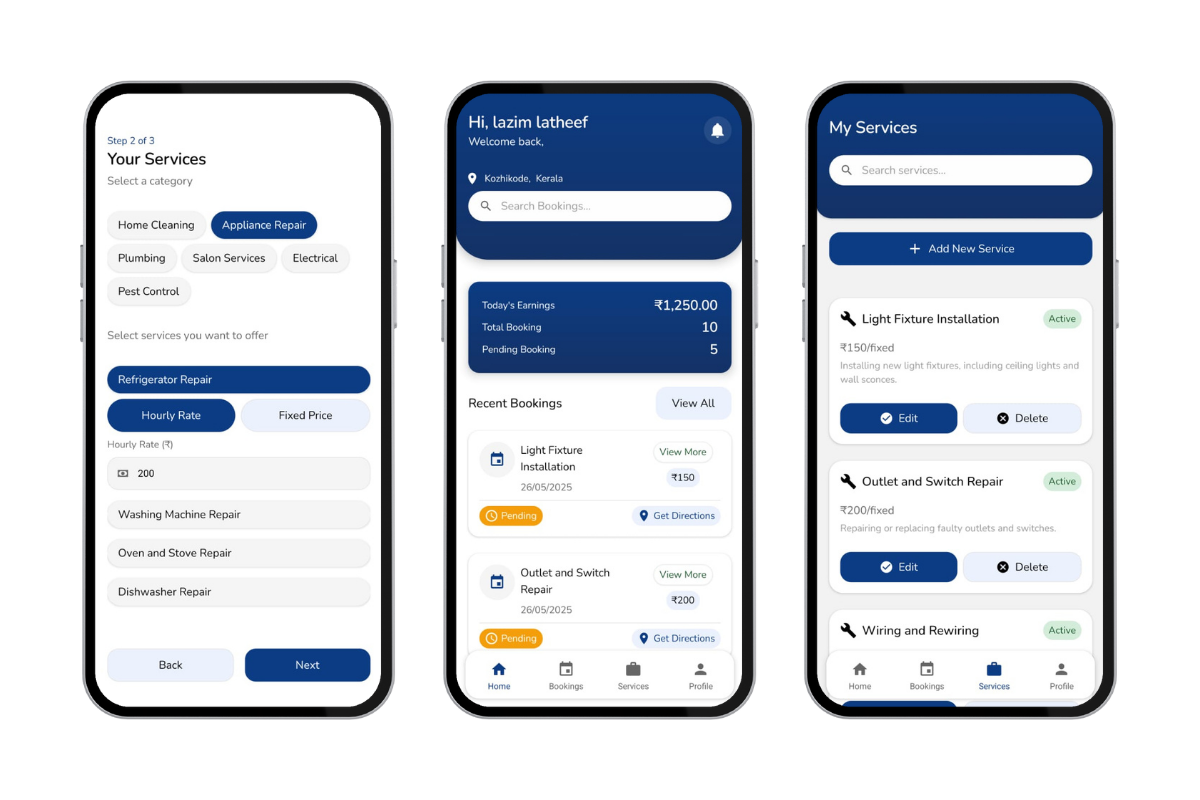 Step 2 of 3
Your Services
Select a category
Home Cleaning
Appliance Repair
Plumbing
Salon Services
Electrical
Pest Control
Select services you want to offer
Refrigerator Repair
Hourly Rate
Fixed Price
Hourly Rate (₹)
200
Washing Machine Repair
Oven and Stove Repair
Dishwasher Repair
Back
Next
Hi, lazim latheef
Welcome back,
Kozhikode, Kerala
Search Bookings...
Today's Earnings ₹1,250.00
Total Booking 10
Pending Booking 5
Recent Bookings
View All
Light Fixture
Installation
26/05/2025
View More
₹150
Pending
Get Directions
Outlet and Switch
Repair
26/05/2025
View More
₹200
Pending
Get Directions
Home
Bookings
Services
Profile
My Services
Search services...
+ Add New Service
Light Fixture Installation
Active
₹150/fixed
Installing new light fixtures, including ceiling lights and
wall sconces.
Edit
Delete
Outlet and Switch Repair
Active
₹200/fixed
Repairing or replacing faulty outlets and switches.
Edit
Delete
Wiring and Rewiring
Active
Home
Bookings
Services
Profile